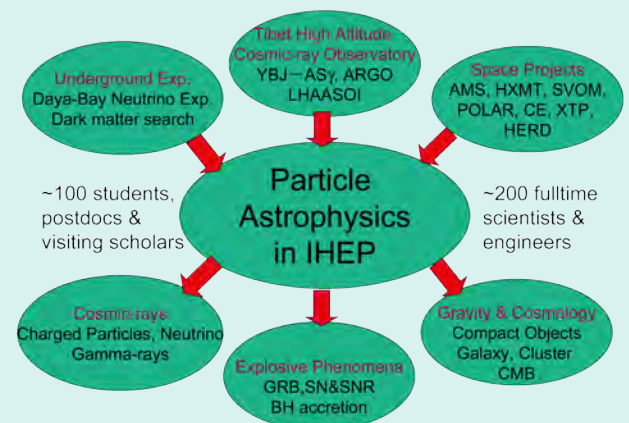 Tibet High Altitude
Cosmic-ray Observatory
YBJ—ASγ, ARGO
LHAASOI
Underground Exp.
Daya-Bay Neutrino Exp.
Dark matter search
Space Projects
AMS, HXMT, SVOM,
POLAR, CE, XTP,
HERD
~100 students,
postdocs &
visiting scholars
Particle
Astrophysics
in IHEP
~200 fulltime
scientists &
engineers
Cosmic-rays
Charged Particles, Neutrino
Gamma-rays
Explosive Phenomena
GRB,SN&SNR
BH accretion
Gravity & Cosmology
Compact Objects
Galaxy, Cluster
CMB